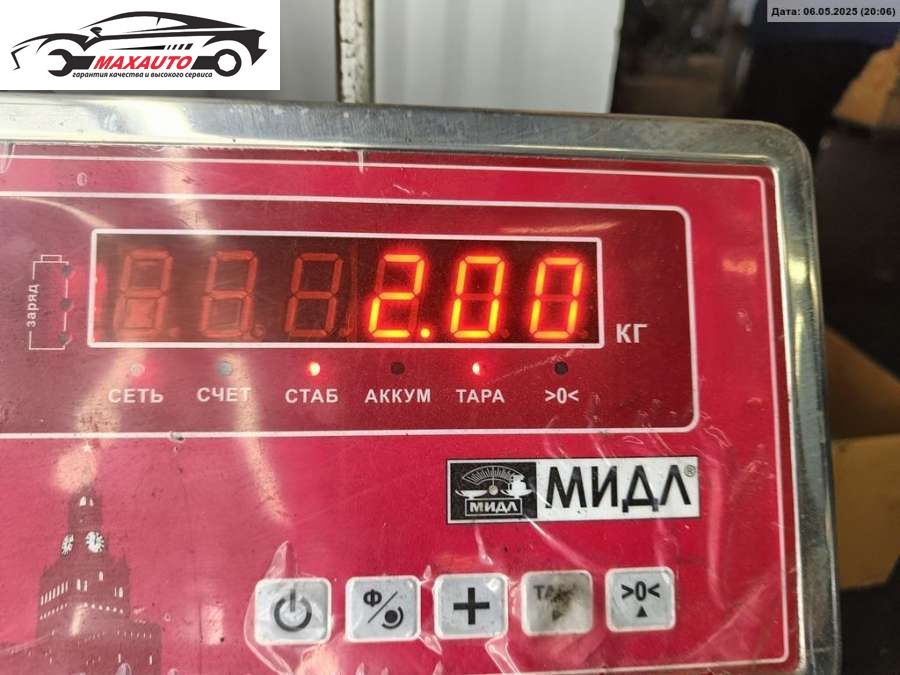 Дата: 06.05.2025 (20:06)
MAXAUTO
гарантия качества и высокого сервиса
2.00
заряд
КГ
СЕТЬ СЧЕТ СТАБ АККУМ ТАРА >0<
МИДЛ МИДЛ®
Ф/ + ТАРА >0<